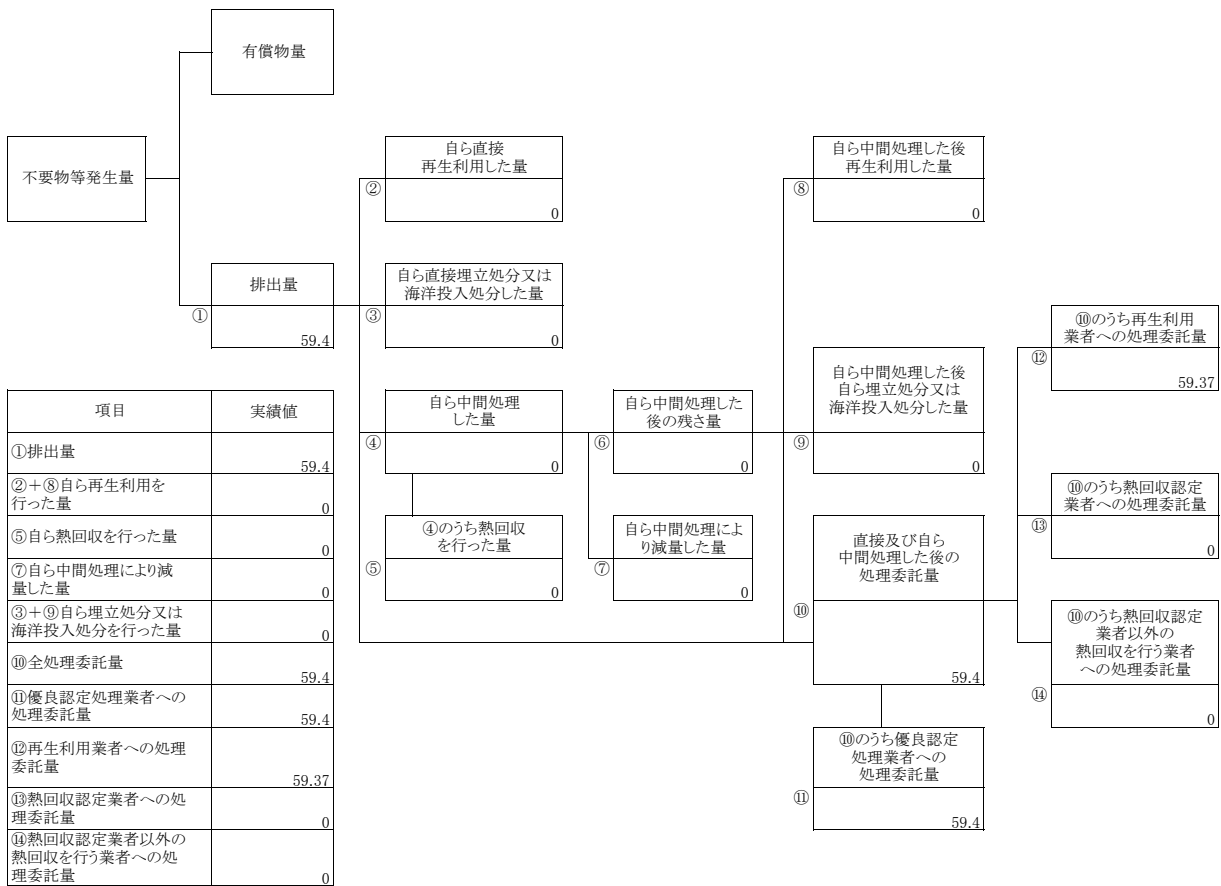 有償物量
不要物等発生量
自ら直接
再生利用した量
②
0
自ら中間処理した後
再生利用した量
⑧
0
排出量
①
59.4
自ら直接埋立処分又は
海洋投入処分した量
③
0
⑩のうち再生利用
業者への処理委託量
⑫
59.37
自ら中間処理
した量
④
0
自ら中間処理した
後の残さ量
⑥
0
自ら中間処理した後
自ら埋立処分又は
海洋投入処分した量
⑨
0
⑩のうち熱回収認定
業者への処理委託量
⑬
0
④のうち熱回収
を行った量
⑤
0
自ら中間処理によ
り減量した量
⑦
0
直接及び自ら
中間処理した後の
処理委託量
⑩
59.4
⑩のうち熱回収認定
業者以外の
熱回収を行う業者
への処理委託量
⑭
0
⑩のうち優良認定
処理業者への
処理委託量
⑪
59.4
項目 実績値
①排出量
59.4
②＋⑧自ら再生利用を
行った量
0
⑤自ら熱回収を行った量
0
⑦自ら中間処理により減
量した量
0
③＋⑨自ら埋立処分又は
海洋投入処分を行った量
0
⑩全処理委託量
59.4
⑪優良認定処理業者への
処理委託量
59.4
⑫再生利用業者への処理
委託量
59.37
⑬熱回収認定業者への処
理委託量
0
⑭熱回収認定業者以外の
熱回収を行う業者への処
理委託量
0